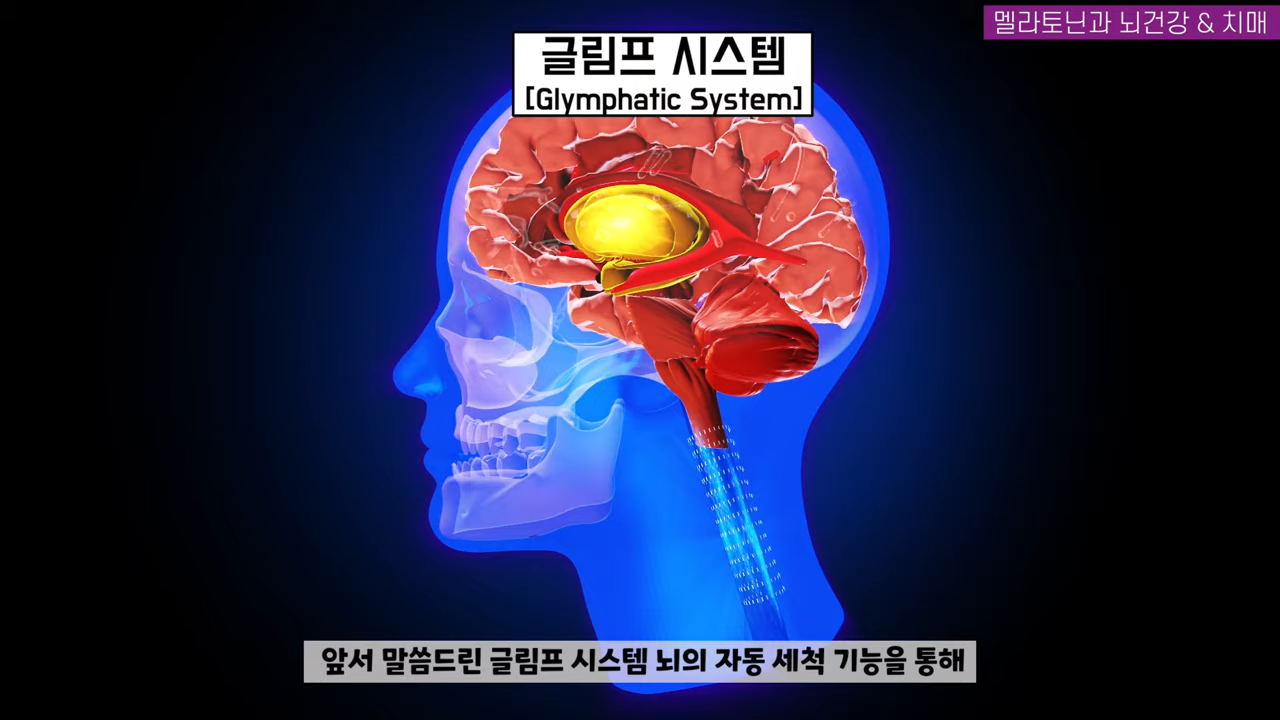 멜라토닌과 뇌건강 & 치매
글림프 시스템
[Glymphatic System]
앞서 말씀드린 글림프 시스템 뇌의 자동 세척 기능을 통해